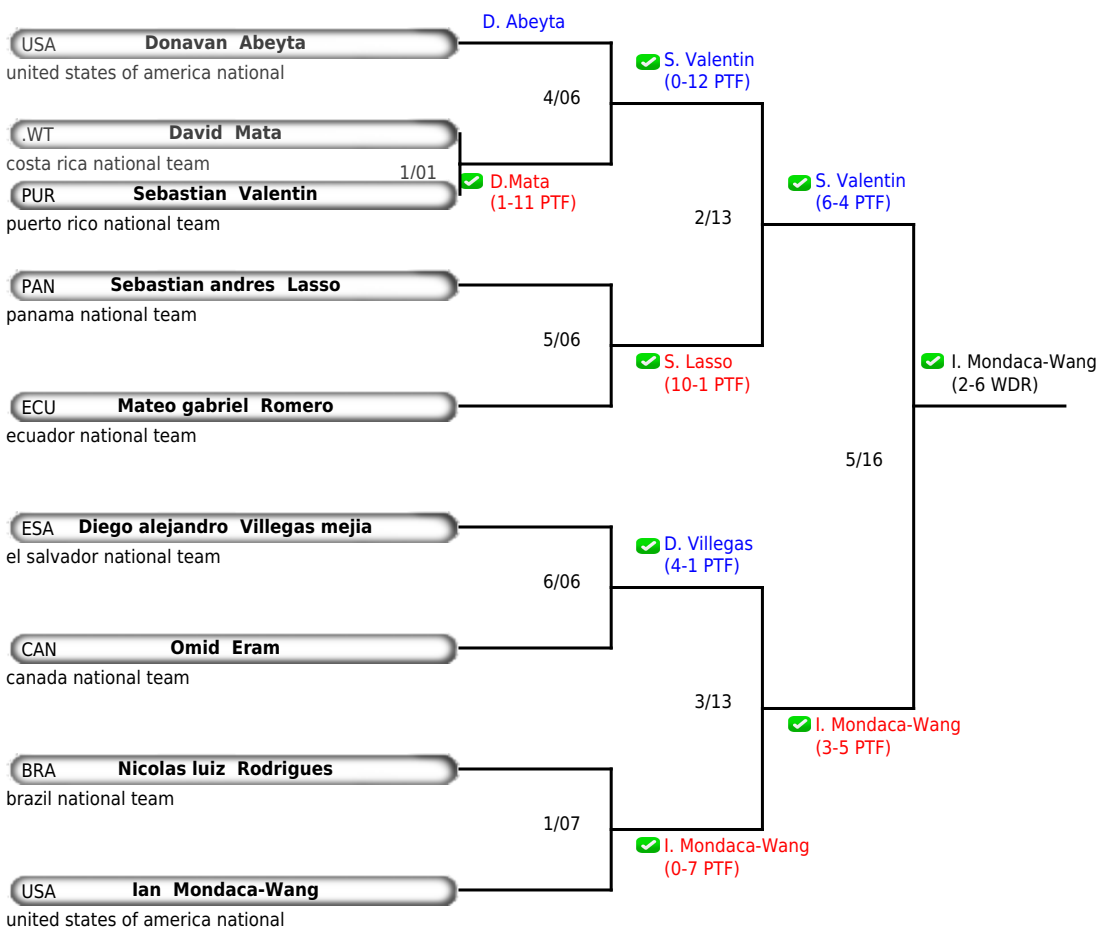 D. Abeyta
USA Donavan Abeyta
united states of america national
S. Valentin
(0-12 PTF)
4/06
.WT David Mata
costa rica national team
1/01
D.Mata
(1-11 PTF)
PUR Sebastian Valentin
puerto rico national team
S. Valentin
(6-4 PTF)
2/13
PAN Sebastian andres Lasso
panama national team
5/06
S. Lasso
(10-1 PTF)
I. Mondaca-Wang
(2-6 WDR)
ECU Mateo gabriel Romero
ecuador national team
5/16
ESA Diego alejandro Villegas mejia
el salvador national team
D. Villegas
(4-1 PTF)
6/06
CAN Omid Eram
canada national team
3/13
I. Mondaca-Wang
(3-5 PTF)
BRA Nicolas luiz Rodrigues
brazil national team
1/07
I. Mondaca-Wang
(0-7 PTF)
USA Ian Mondaca-Wang
united states of america national